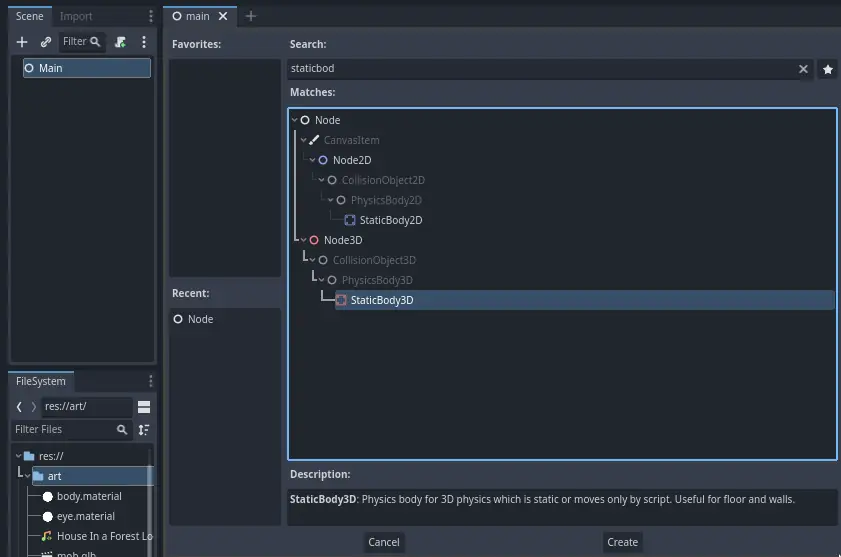 Scene
Import
Filter
Main
FileSystem
res://art/
Filter Files
res://
art
body.material
eye.material
House In a Forest Lo
mob.glb
main
Favorites:
Recent:
Node
Search:
staticbod
Matches:
Node
CanvasItem
Node2D
CollisionObject2D
PhysicsBody2D
StaticBody2D
Node3D
CollisionObject3D
PhysicsBody3D
StaticBody3D
Description:
StaticBody3D: Physics body for 3D physics which is static or moves only by script. Useful for floor and walls.
Cancel
Create